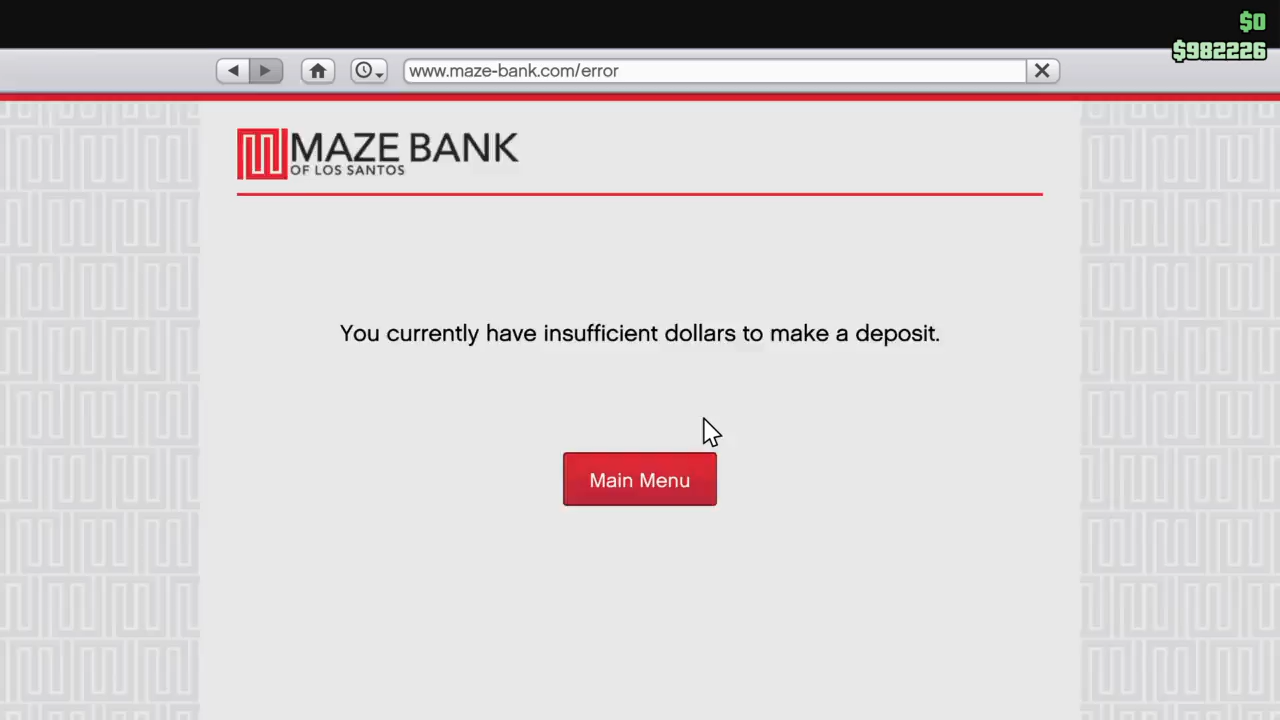 $0
$982226
www.maze-bank.com/error
MAZE BANK
OF LOS SANTOS
You currently have insufficient dollars to make a deposit.
Main Menu